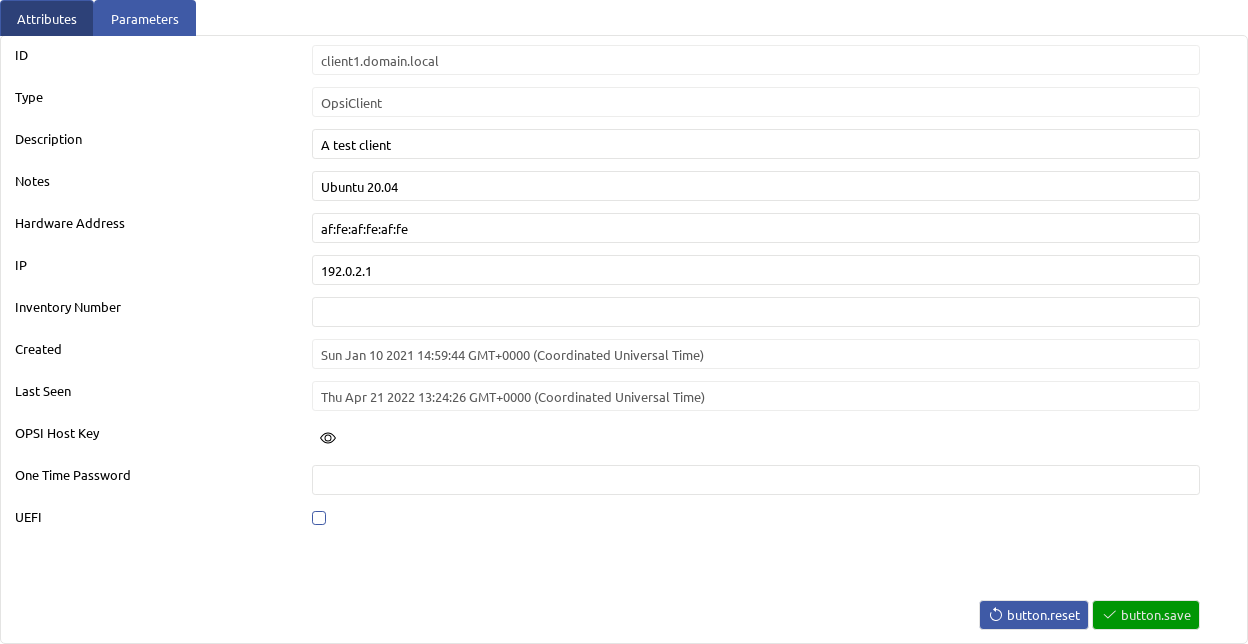 Attributes Parameters
ID client1.domain.local
Type OpsiClient
Description A test client
Notes Ubuntu 20.04
Hardware Address af:fe:af:fe:af:fe
IP 192.0.2.1
Inventory Number
Created Sun Jan 10 2021 14:59:44 GMT+0000 (Coordinated Universal Time)
Last Seen Thu Apr 21 2022 13:24:26 GMT+0000 (Coordinated Universal Time)
OPSI Host Key
One Time Password
UEFI
button.reset button.save